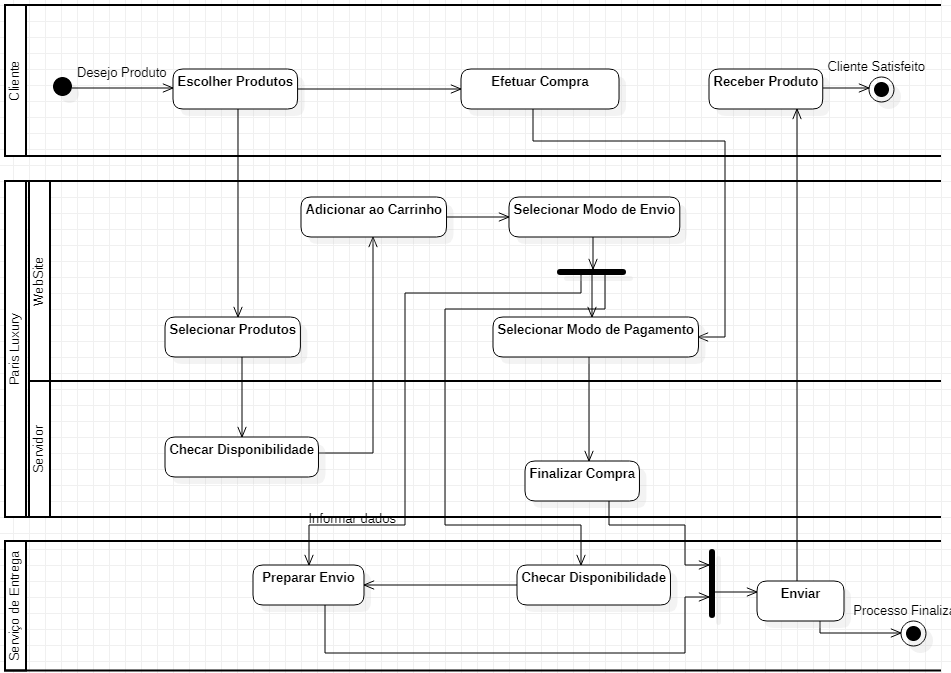 Cliente
Desejo Produto
Escolher Produtos
Efetuar Compra
Receber Produto
Cliente Satisfeito
Paris Luxury
WebSite
Adicionar ao Carrinho
Selecionar Modo de Envio
Selecionar Produtos
Selecionar Modo de Pagamento
Servidor
Checar Disponibilidade
Finalizar Compra
Informar dados
Serviço de Entrega
Preparar Envio
Checar Disponibilidade
Enviar
Processo Finaliza